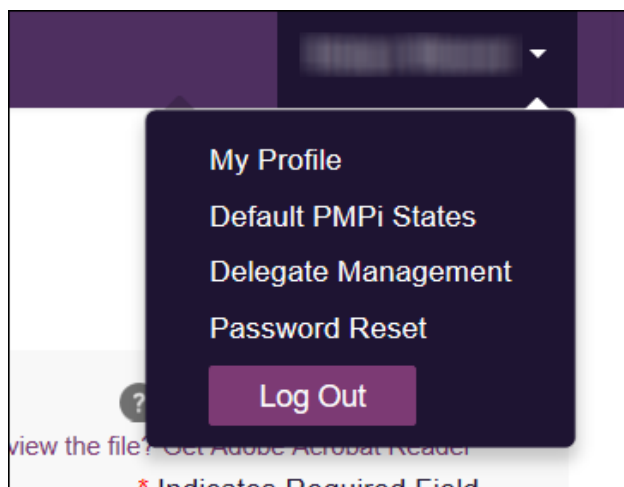 My Profile
Default PMPi States
Delegate Management
Password Reset
Log Out
?
view the file? Get Adobe Acrobat Reader
* Indicates Required Field